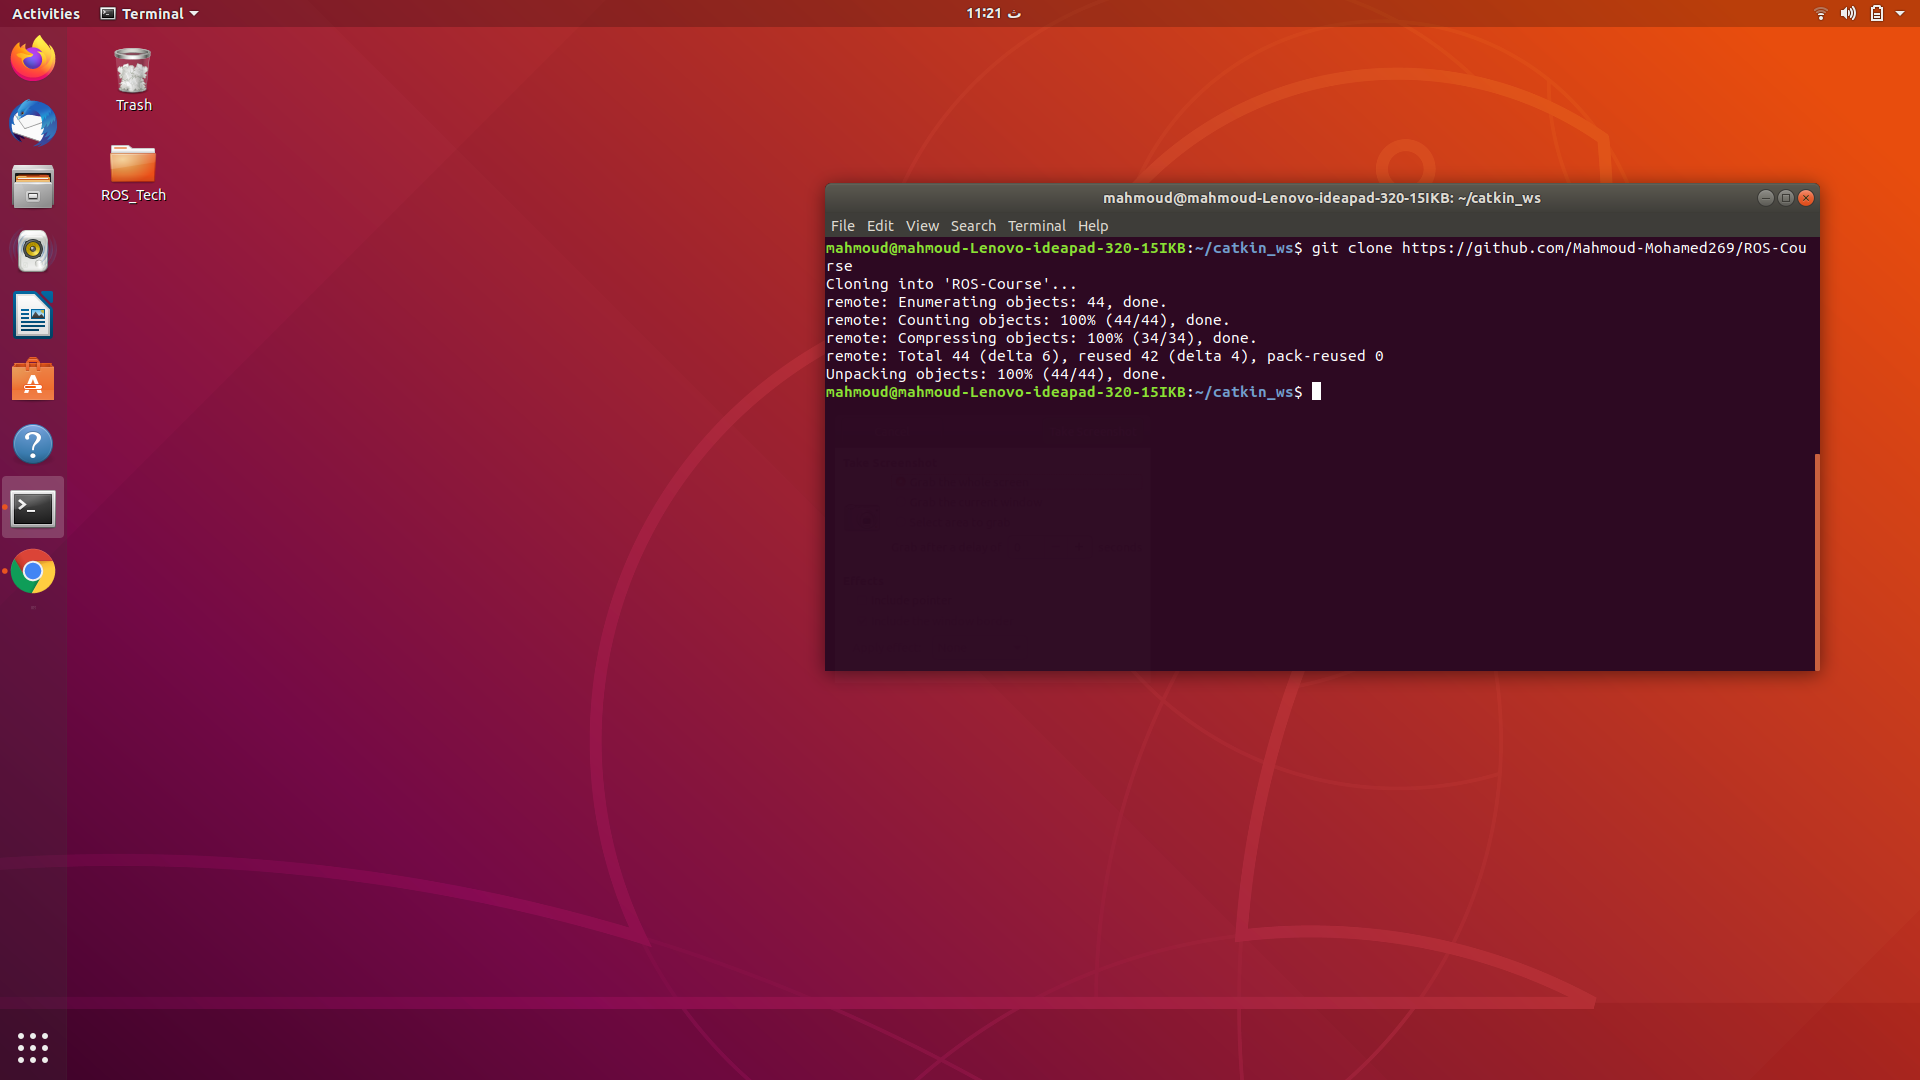 Activities
Terminal
11:21 ث
Trash
ROS_Tech
mahmoud@mahmoud-Lenovo-ideapad-320-15IKB: ~/catkin_ws
File Edit View Search Terminal Help
mahmoud@mahmoud-Lenovo-ideapad-320-15IKB:~/catkin_ws$ git clone https://github.com/Mahmoud-Mohamed269/ROS-Cou
rse
Cloning into 'ROS-Course'...
remote: Enumerating objects: 44, done.
remote: Counting objects: 100% (44/44), done.
remote: Compressing objects: 100% (34/34), done.
remote: Total 44 (delta 6), reused 42 (delta 4), pack-reused 0
Unpacking objects: 100% (44/44), done.
mahmoud@mahmoud-Lenovo-ideapad-320-15IKB:~/catkin_ws$